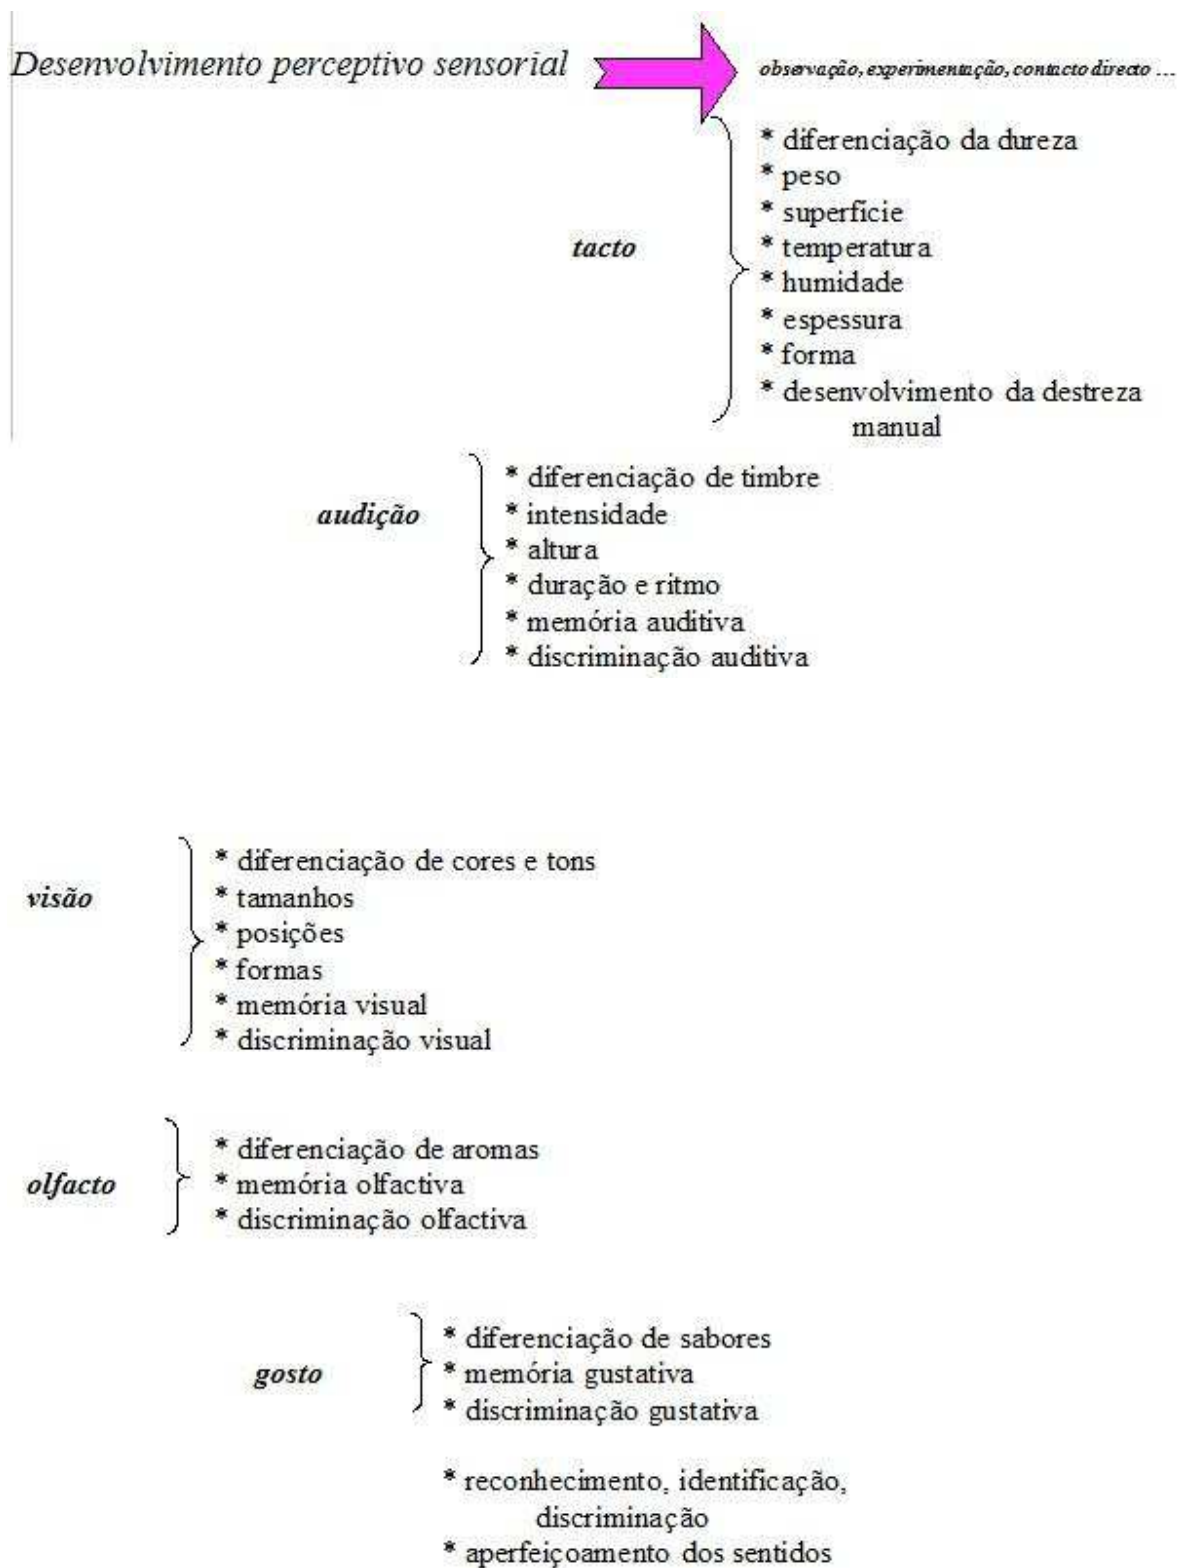 Desenvolvimento perceptivo sensorial
observação, experimentação, contacto directo ...
tacto
* diferenciação da dureza
* peso
* superfície
* temperatura
* humidade
* espessura
* forma
* desenvolvimento da destreza
manual
audição
* diferenciação de timbre
* intensidade
* altura
* duração e ritmo
* memória auditiva
* discriminação auditiva
visão
* diferenciação de cores e tons
* tamanhos
* posições
* formas
* memória visual
* discriminação visual
olfacto
* diferenciação de aromas
* memória olfactiva
* discriminação olfactiva
gosto
* diferenciação de sabores
* memória gustativa
* discriminação gustativa
* reconhecimento, identificação,
discriminação
* aperfeiçoamento dos sentidos